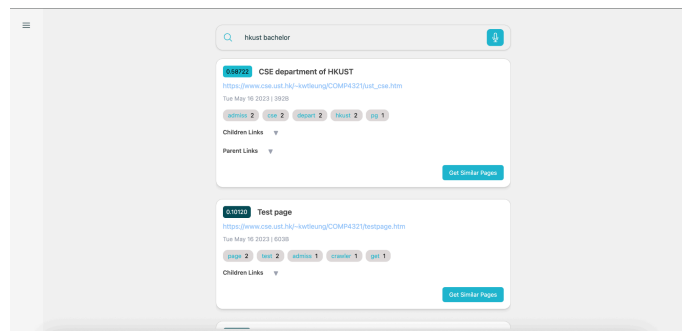 hkust bachelor
0.58722 CSE department of HKUST
https://www.cse.ust.hk/~kwtleung/COMP4321/ust_cse.htm
Tue May 16 2023 | 392B
admiss 2 cse 2 depart 2 hkust 2 pg 1
Children Links ▼
Parent Links ▼
Get Similar Pages
0.10120 Test page
https://www.cse.ust.hk/~kwtleung/COMP4321/testpage.htm
Tue May 16 2023 | 603B
page 2 test 2 admiss 1 crawler 1 get 1
Children Links ▼
Get Similar Pages